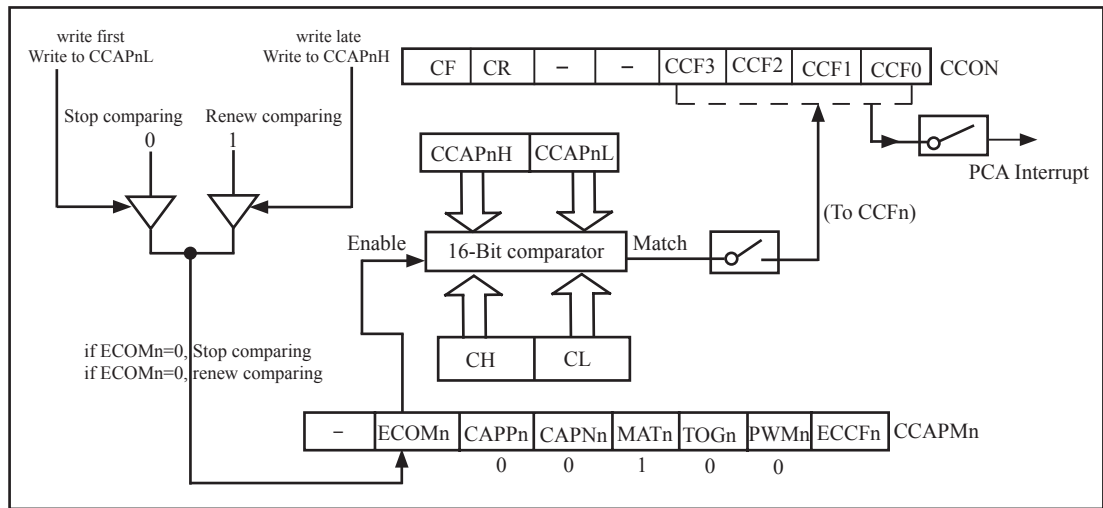 write first
Write to CCAPnL
write late
Write to CCAPnH
CF CR – – CCF3 CCF2 CCF1 CCF0 CCON
Stop comparing
0
Renew comparing
1
CCAPnH CCAPnL
PCA Interrupt
(To CCFn)
Enable
16-Bit comparator
Match
CH CL
if ECOMn=0, Stop comparing
if ECOMn=0, renew comparing
– ECOMn CAPPn CAPNn MATn TOGn PWMn ECCFn CCAPMn
0 0 1 0 0